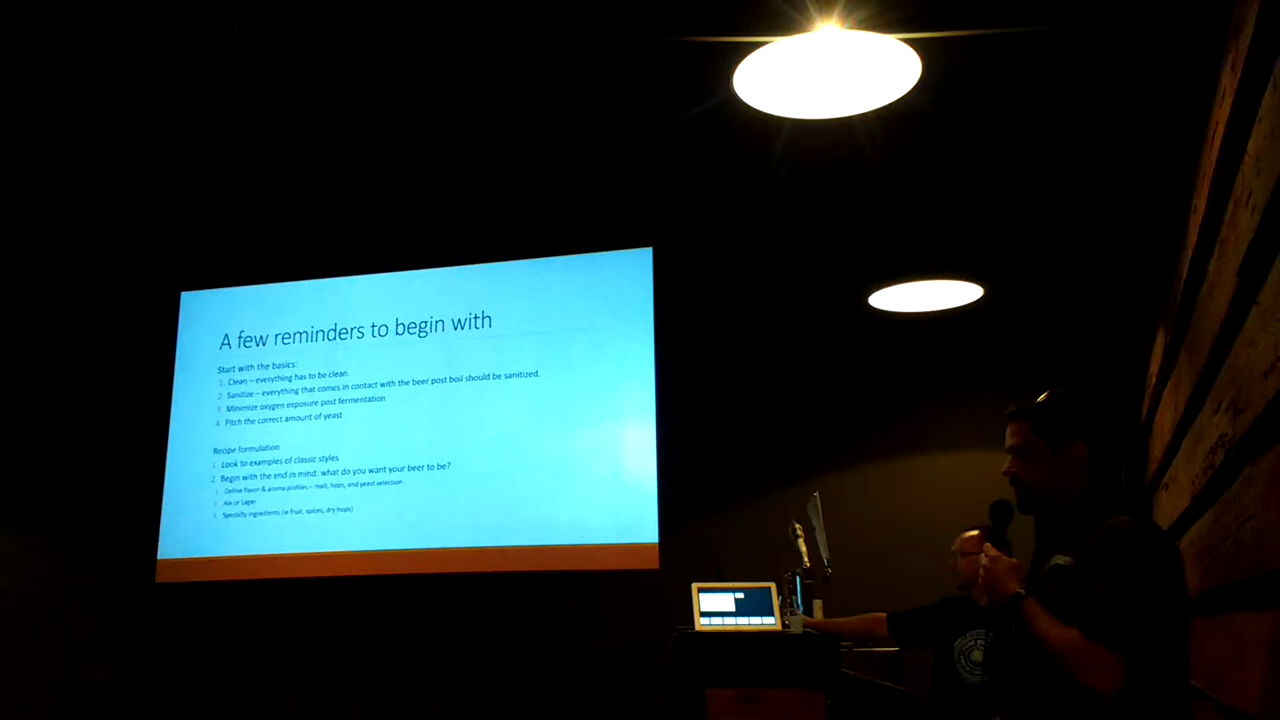 A few reminders to begin with
Start with the basics:
1. Clean – everything has to be clean.
2. Sanitize – everything that comes in contact with the beer post boil should be sanitized.
3. Minimize oxygen exposure post fermentation
4. Pitch the correct amount of yeast
Recipe formulation
1. Look to examples of classic styles
2. Begin with the end in mind, what do you want your beer to be?
1. Define flavor & aroma profiles – malt, hops, and yeast selection
2. Ale or Lager
3. Specialty ingredients (ie fruit, spices, dry hops)